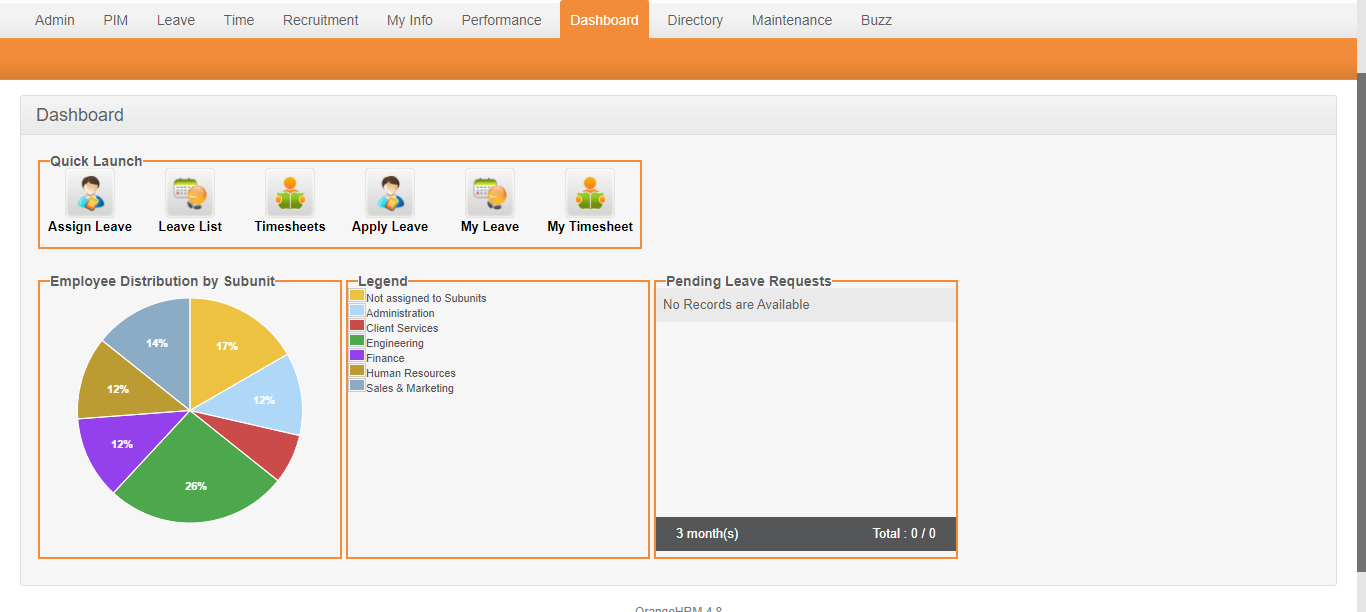 Admin PIM Leave Time Recruitment My Info Performance Dashboard Directory Maintenance Buzz
Dashboard
Quick Launch
Assign Leave Leave List Timesheets Apply Leave My Leave My Timesheet
Employee Distribution by Subunit
17%
12%
26%
12%
12%
14%
Legend
Not assigned to Subunits
Administration
Client Services
Engineering
Finance
Human Resources
Sales & Marketing
Pending Leave Requests
No Records are Available
3 month(s) Total : 0 / 0
OrangeHRM 4.8